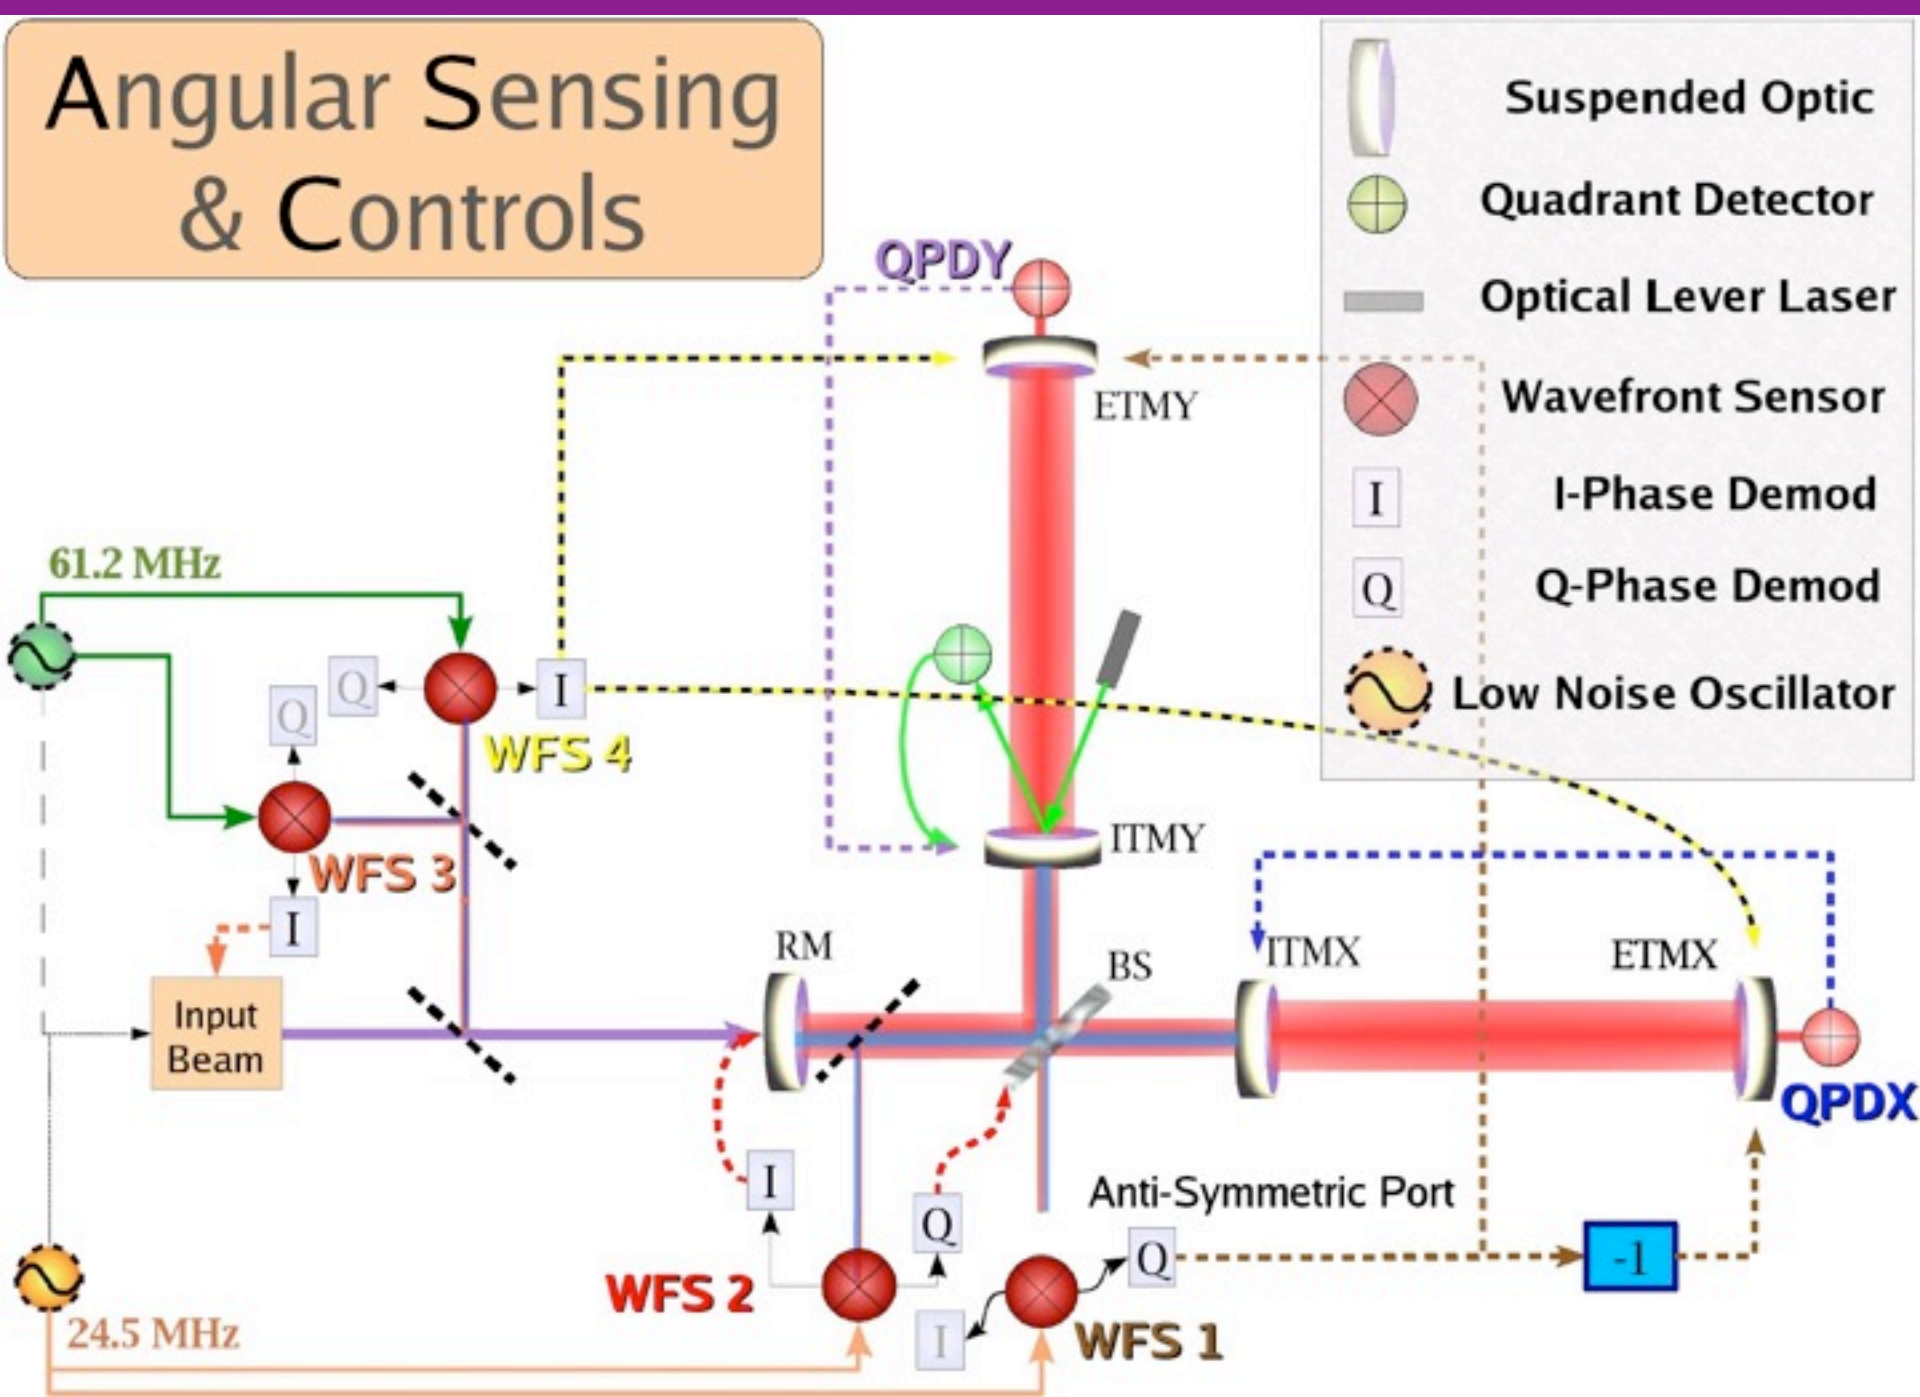 Angular Sensing
& Controls
Suspended Optic
Quadrant Detector
Optical Lever Laser
Wavefront Sensor
I
I-Phase Demod
Q
Q-Phase Demod
Low Noise Oscillator
QPDY
ETMY
61.2 MHz
Q
I
Q
WFS 4
ITMY
WFS 3
I
RM
BS
ITMX
ETMX
Input
Beam
QPDX
I
Anti-Symmetric Port
Q
Q
-1
WFS 2
I
WFS 1
24.5 MHz